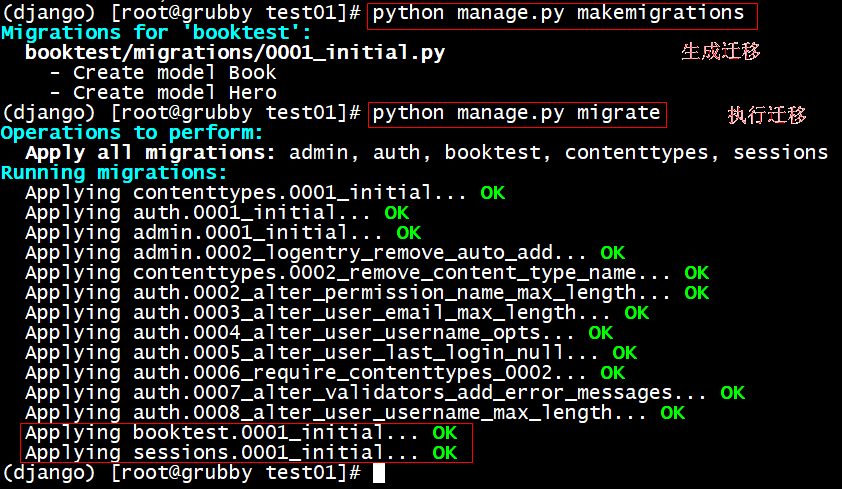 (django) [root@grubby test01]# python manage.py makemigrations
Migrations for 'booktest':
booktest/migrations/0001_initial.py
生成迁移
- Create model Book
- Create model Hero
(django) [root@grubby test01]# python manage.py migrate
执行迁移
Operations to perform:
Apply all migrations: admin, auth, booktest, contenttypes, sessions
Running migrations:
Applying contenttypes.0001_initial... OK
Applying auth.0001_initial... OK
Applying admin.0001_initial... OK
Applying admin.0002_logentry_remove_auto_add... OK
Applying contenttypes.0002_remove_content_type_name... OK
Applying auth.0002_alter_permission_name_max_length... OK
Applying auth.0003_alter_user_email_max_length... OK
Applying auth.0004_alter_user_username_opts... OK
Applying auth.0005_alter_user_last_login_null... OK
Applying auth.0006_require_contenttypes_0002... OK
Applying auth.0007_alter_validators_add_error_messages... OK
Applying auth.0008_alter_user_username_max_length... OK
Applying booktest.0001_initial... OK
Applying sessions.0001_initial... OK
(django) [root@grubby test01]#